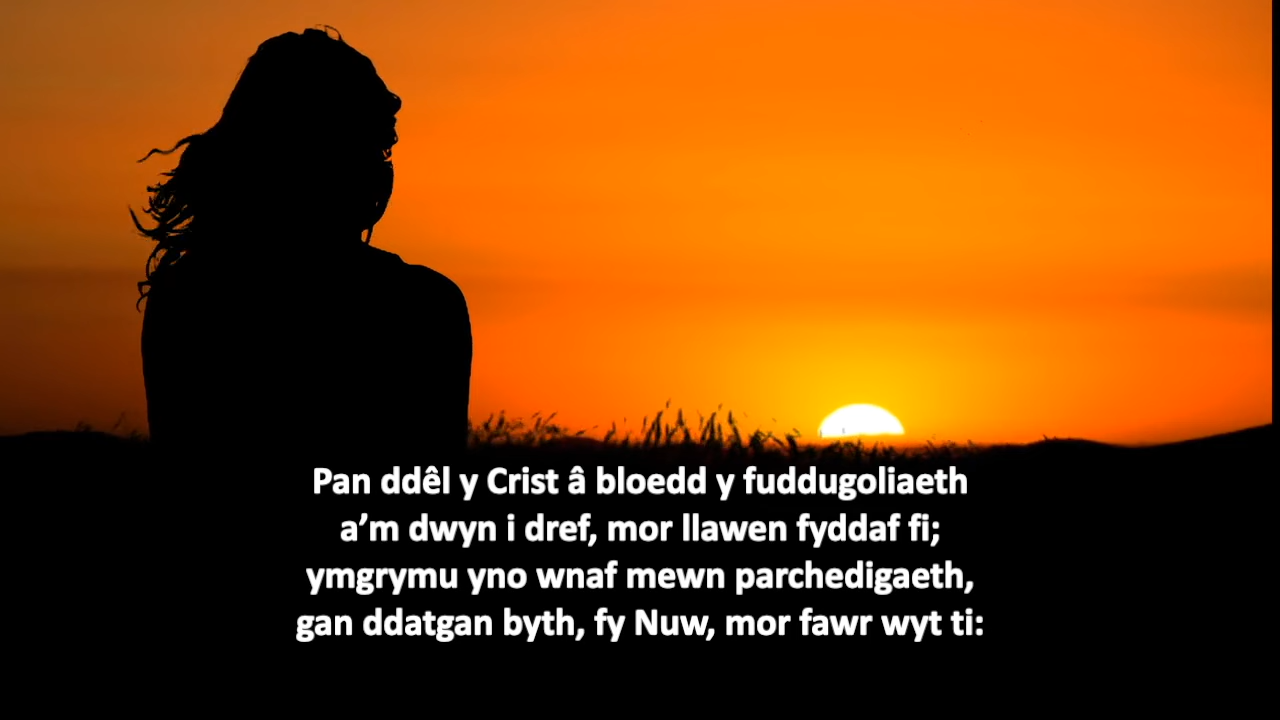 Pan ddêl y Crist â bloedd y fuddugoliaeth
a’m dwyn i dref, mor llawen fyddaf fi;
ymgrymu yno wnaf mewn parchedigaeth,
gan ddatgan byth, fy Nuw, mor fawr wyt ti: